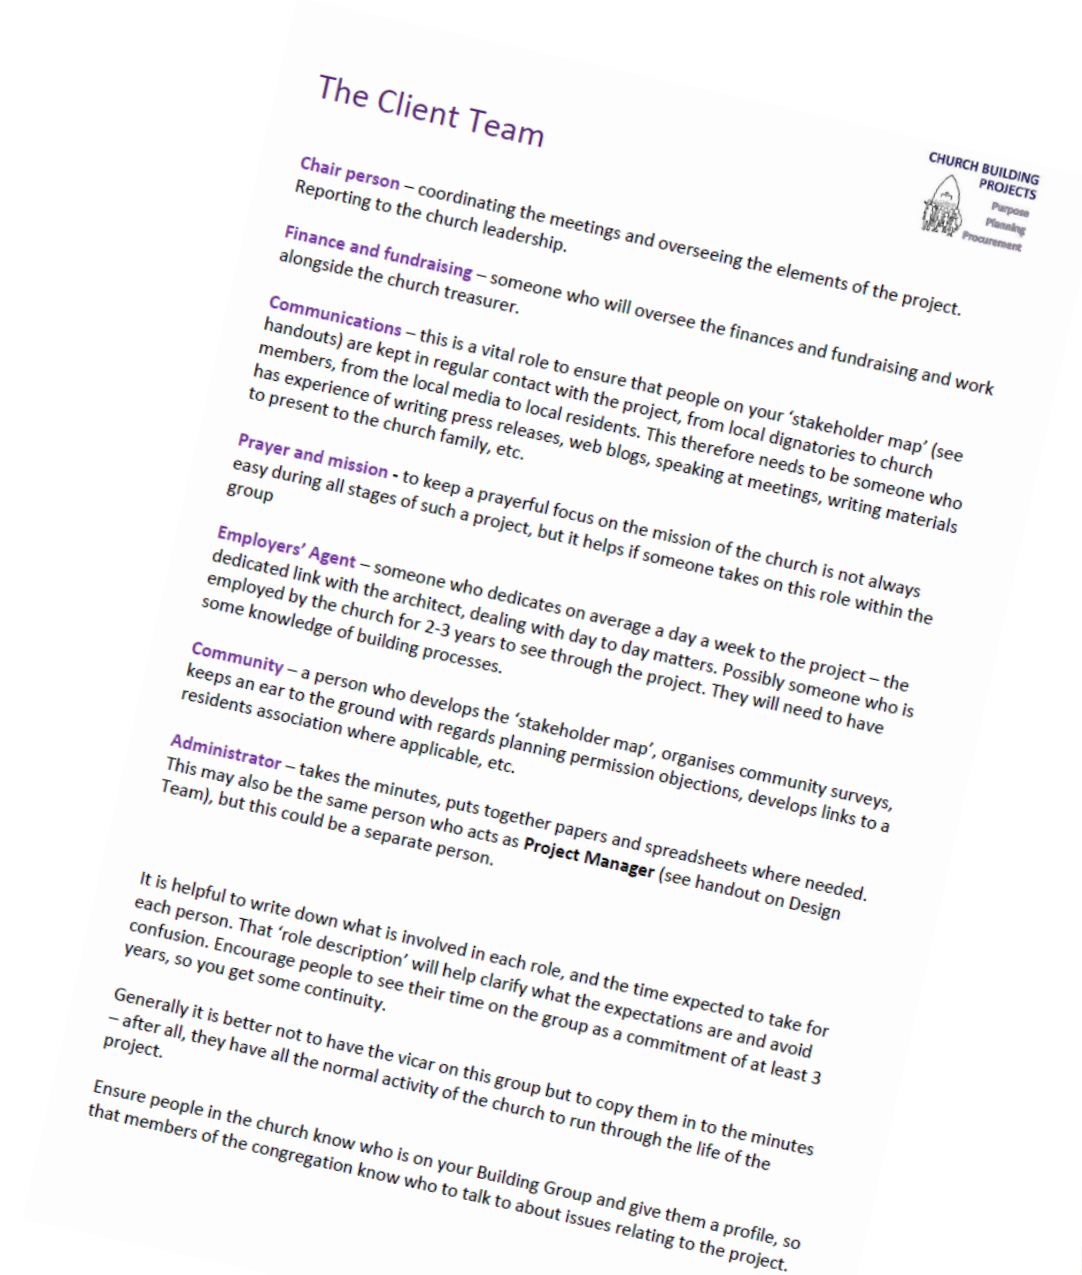 The Client Team
CHURCH BUILDING
PROJECTS
Purpose
Planning
Procurement
Chair person – coordinating the meetings and overseeing the elements of the project.
Reporting to the church leadership.
Finance and fundraising – someone who will oversee the finances and fundraising and work
alongside the church treasurer.
Communications – this is a vital role to ensure that people on your ‘stakeholder map’ (see
handouts) are kept in regular contact with the project, from local dignatories to church
members, from the local media to local residents. This therefore needs to be someone who
has experience of writing press releases, web blogs, speaking at meetings, writing materials
to present to the church family, etc.
Prayer and mission - to keep a prayerful focus on the mission of the church is not always
easy during all stages of such a project, but it helps if someone takes on this role within the
group
Employers’ Agent – someone who dedicates on average a day a week to the project – the
dedicated link with the architect, dealing with day to day matters. Possibly someone who is
employed by the church for 2-3 years to see through the project. They will need to have
some knowledge of building processes.
Community – a person who develops the ‘stakeholder map’, organises community surveys,
keeps an ear to the ground with regards planning permission objections, develops links to a
residents association where applicable, etc.
Administrator – takes the minutes, puts together papers and spreadsheets where needed.
This may also be the same person who acts as Project Manager (see handout on Design
Team), but this could be a separate person.
It is helpful to write down what is involved in each role, and the time expected to take for
each person. That ‘role description’ will help clarify what the expectations are and avoid
confusion. Encourage people to see their time on the group as a commitment of at least 3
years, so you get some continuity.
Generally it is better not to have the vicar on this group but to copy them in to the minutes
– after all, they have all the normal activity of the church to run through the life of the
project.
Ensure people in the church know who is on your Building Group and give them a profile, so
that members of the congregation know who to talk to about issues relating to the project.